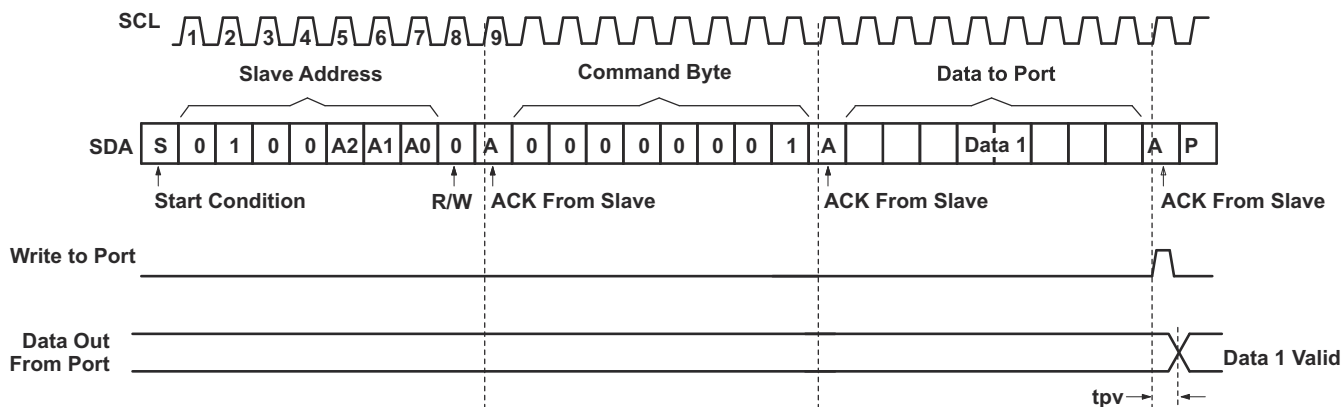 SCL
1 2 3 4 5 6 7 8 9
Slave Address Command Byte Data to Port
SDA S 0 1 0 0 A2 A1 A0 0 A 0 0 0 0 0 0 0 1 A Data 1 A P
Start Condition R/W ACK From Slave ACK From Slave ACK From Slave
Write to Port
Data Out
From Port
Data 1 Valid
tpv